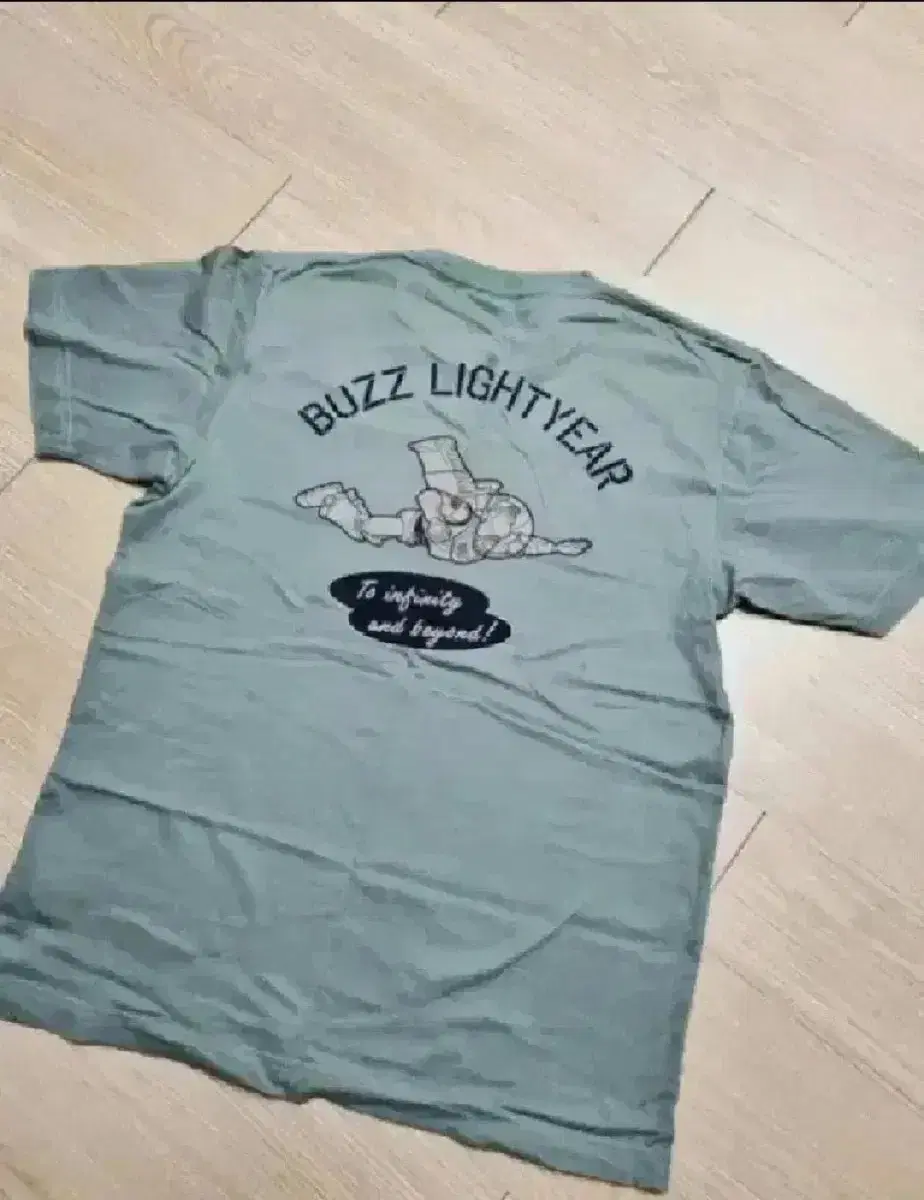 BUZZ LIGHTYEAR
To infinity
and beyond!